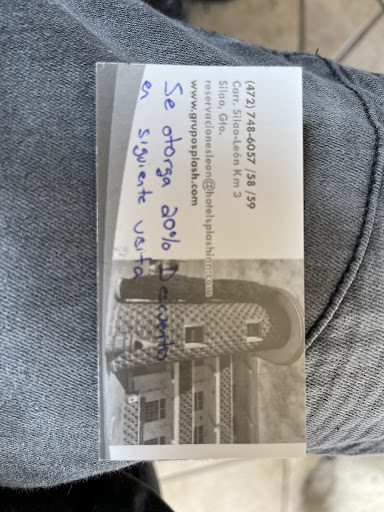 (472) 748-6057 /58 /59
Carr. Silao-León Km 3
Silao, Gto.
reservacionesleon@hotelsplashinn.com
www.gruposplash.com
Se otorga 20% Descuento
en siguiente visita